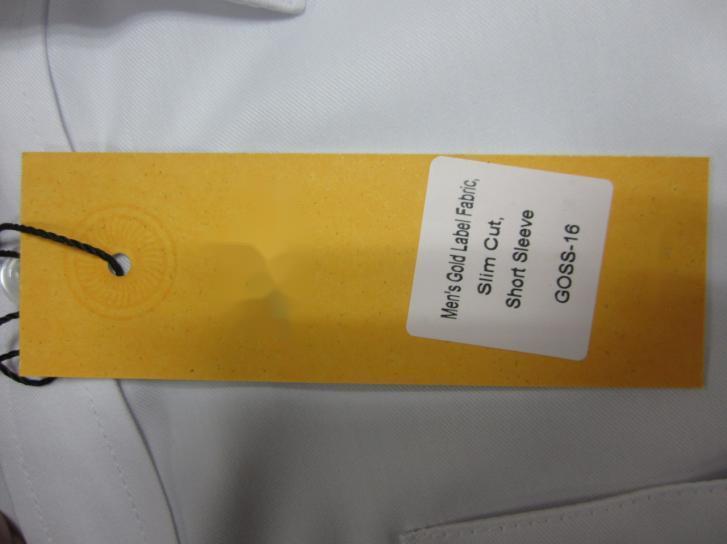 Men's Gold Label Fabric,
Slim Cut,
Short Sleeve
GOSS-16